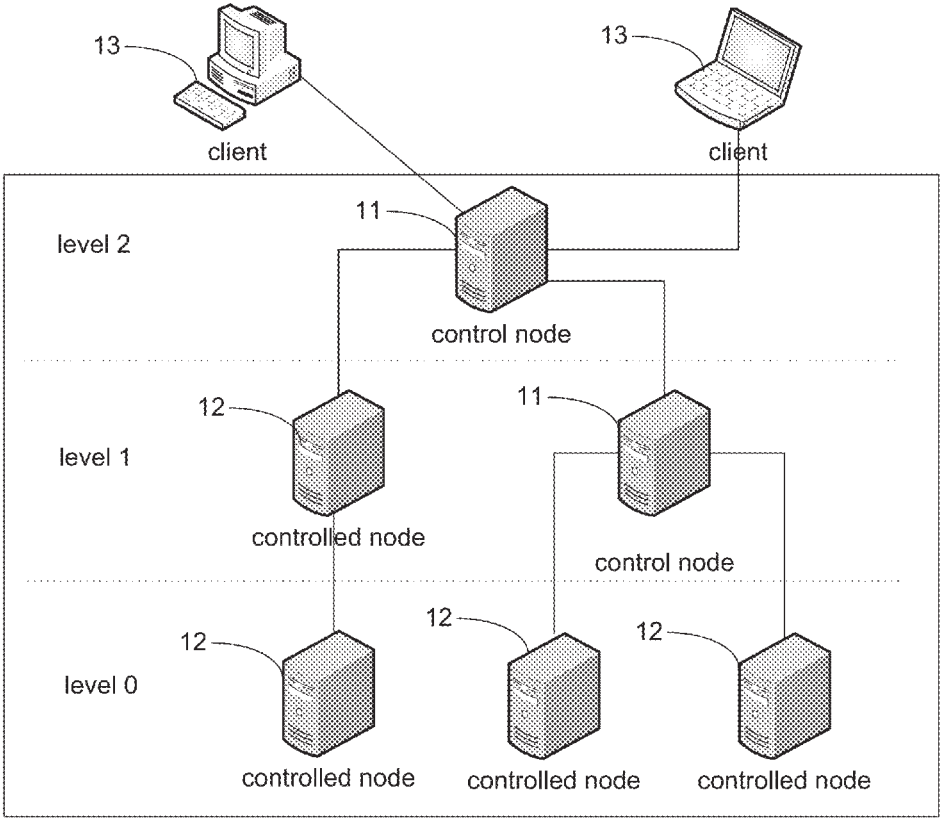 13
13
client
client
11
level 2
control node
12
11
level 1
controlled node
control node
12
12
12
level 0
controlled node
controlled node
controlled node